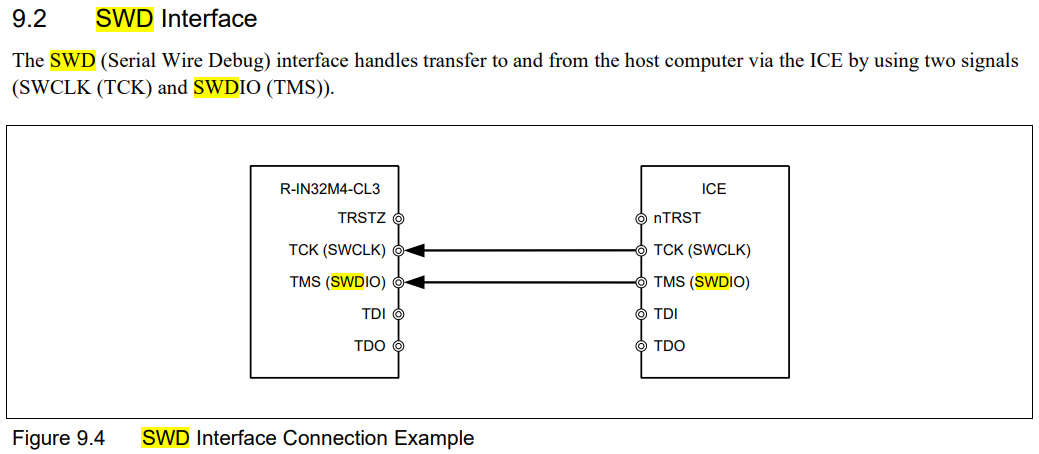 9.2 SWD Interface
The SWD (Serial Wire Debug) interface handles transfer to and from the host computer via the ICE by using two signals
(SWCLK (TCK) and SWDIO (TMS)).
R-IN32M4-CL3
TRSTZ
TCK (SWCLK)
TMS (SWDIO)
TDI
TDO
ICE
nTRST
TCK (SWCLK)
TMS (SWDIO)
TDI
TDO
Figure 9.4 SWD Interface Connection Example